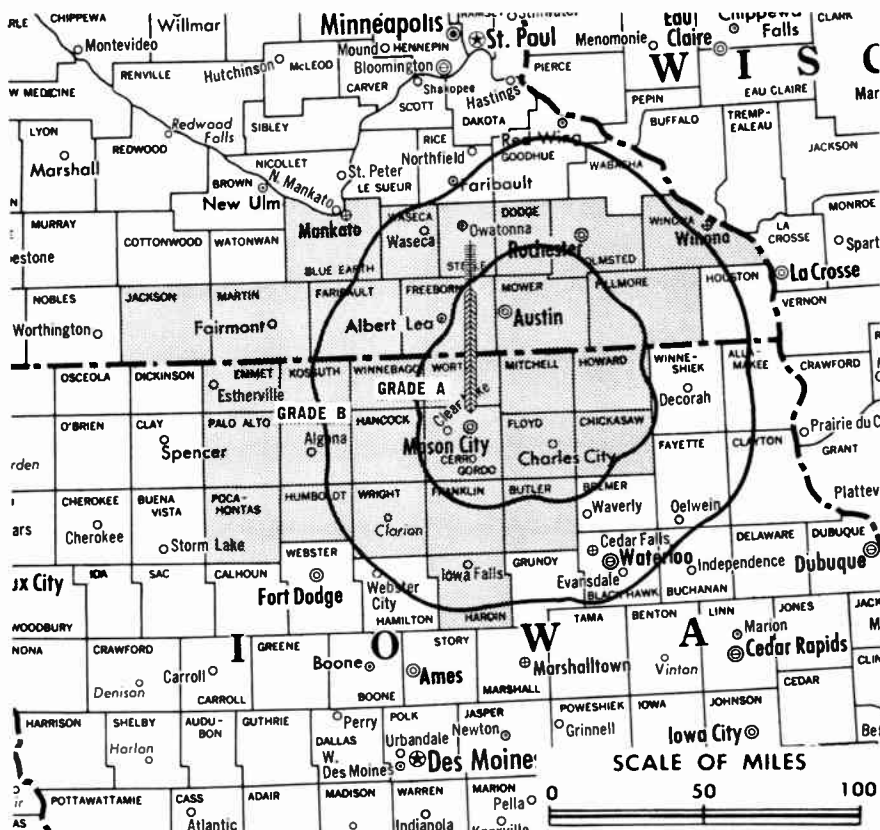 CHIPPEWA
Willmar
Montevideo
Minneapolis
St. Paul
Eau Claire
Chippewa Falls
CLARK
Menomonie
Mound
HENNEPIN
Hutchinson
McLEOD
Bloomington
RENVILLE
CARVER
Shakopee
SCOTT
Hastings
PIERCE
W I S C
EAU CLAIRE
PEPIN
DAKOTA
BUFFALO
TREMP-
EALEAU
Redwood
Falls
LYON
REDWOOD
SIBLEY
Marshall
NICOLLET
RICE
Northfield
Red Wing
GOODHUE
WABASHA
JACKSON
BROWN
New Ulm
N. Mankato
St. Peter
LE SUEUR
Faribault
MURRAY
COTTONWOOD
WATONWAN
Mankato
WASECA
Waseca
Owatonna
DODGE
Rochester
WINONA
Winona
LA
CROSSE
MONROE
BLUE EARTH
STEELE
OLMSTED
La Crosse
NOBLES
JACKSON
MARTIN
FARIBAULT
FREEBORN
MOWER
FILLMORE
HOUSTON
VERNON
Worthington
Fairmont
Albert Lea
Austin
OSCEOLA
DICKINSON
EMMET
KOSSUTH
WINNEBAGO
WORTH
MITCHELL
HOWARD
WINNE-
SHIEK
ALLA-
MAKEE
CRAWFORD
Estherville
GRADE A
GRADE B
Clear Lake
Decorah
O'BRIEN
CLAY
PALO ALTO
HANCOCK
FLOYD
CHICKASAW
Prairie du C
Spencer
Algona
Mason City
CERRO
GORDO
Charles City
FAYETTE
CLAYTON
GRANT
CHEROKEE
BUENA
VISTA
POCA-
HONTAS
HUMBOLDT
WRIGHT
FRANKLIN
BUTLER
BREMER
Plattev
Cherokee
Storm Lake
Clarion
Waverly
Oelwein
WEBSTER
Cedar Falls
Waterloo
DELAWARE
DUBUQUE
Dubuque
IDA
SAC
CALHOUN
Fort Dodge
Webster
City
Iowa Falls
GRUNDY
Evansdale
BLACK HAWK
Independence
BUCHANAN
WOODBURY
HAMILTON
HARDIN
TAMA
BENTON
LINN
JONES
I O W A
CRAWFORD
Carroll
GREENE
Boone
STORY
Ames
Marshalltown
Vinton
Marion
Cedar Rapids
Denison
CARROLL
BOONE
MARSHALL
CEDAR
HARRISON
SHELBY
AUDU-
BON
GUTHRIE
Perry
POLK
JASPER
Newton
POWESHIEK
Grinnell
IOWA
JOHNSON
Iowa City
Harlan
DALLAS
W.
Des Moines
Urbandale
Des Moines
SCALE OF MILES
0 50 100
POTTAWATTAMIE
CASS
Atlantic
ADAIR
MADISON
WARREN
Indianola
MARION
Pella